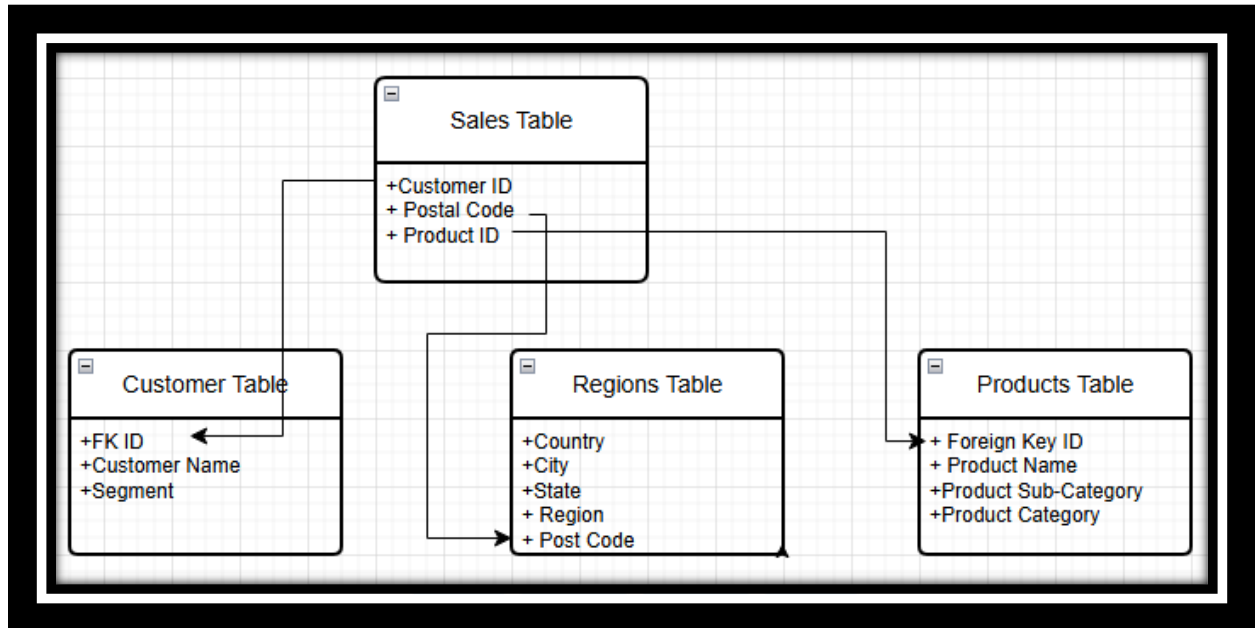 Sales Table
+Customer ID
+ Postal Code
+ Product ID
Customer Table
+FK ID
+Customer Name
+Segment
Regions Table
+Country
+City
+State
+ Region
+ Post Code
Products Table
+ Foreign Key ID
+ Product Name
+Product Sub-Category
+Product Category